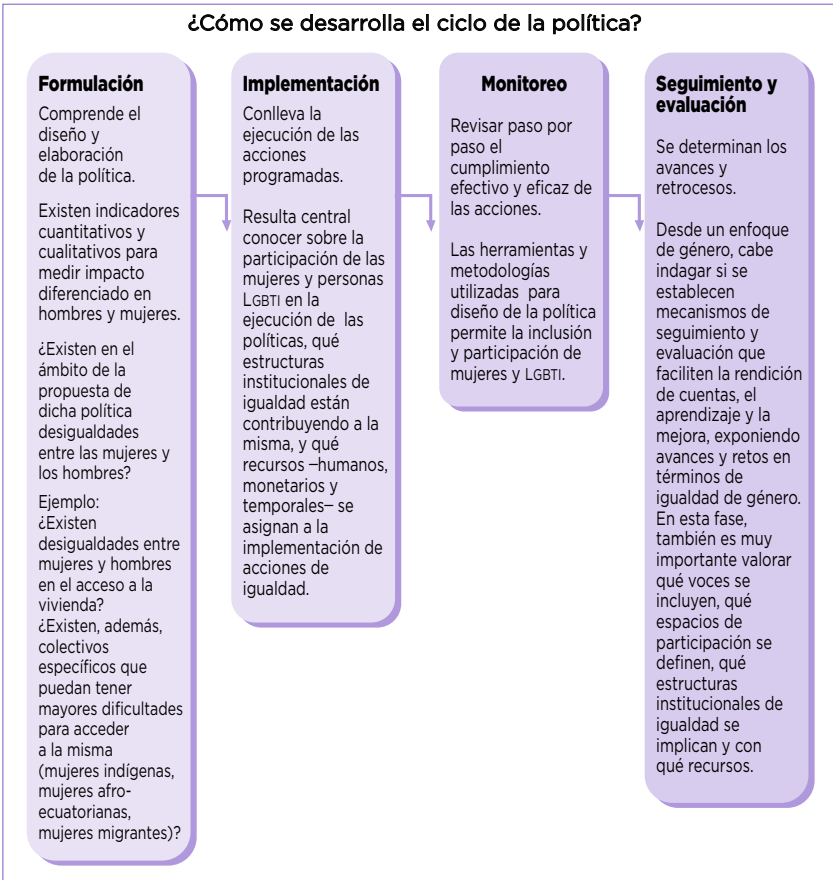 ¿Cómo se desarrolla el ciclo de la política?
Formulación
Comprende el
diseño y
elaboración
de la política.
Existen indicadores
cuantitativos y
cualitativos para
medir impacto
diferenciado en
hombres y mujeres.
¿Existen en el
ámbito de la
propuesta de
dicha política
desigualdades
entre las mujeres y
los hombres?
Ejemplo:
¿Existen
desigualdades entre
mujeres y hombres
en el acceso a la
vivienda?
¿Existen, además,
colectivos
específicos que
puedan tener
mayores dificultades
para acceder
a la misma
(mujeres indígenas,
mujeres afro-
ecuatorianas,
mujeres migrantes)?
Implementación
Conlleva la
ejecución de las
acciones
programadas.
Resulta central
conocer sobre la
participación de las
mujeres y personas
LGBTI en la
ejecución de las
políticas, qué
estructuras
institucionales de
igualdad están
contribuyendo a la
misma, y qué
recursos –humanos,
monetarios y
temporales– se
asignan a la
implementación de
acciones de
igualdad.
Monitoreo
Revisar paso por
paso el
cumplimiento
efectivo y eficaz de
las acciones.
Las herramientas y
metodologías
utilizadas para
diseño de la política
permite la inclusión
y participación de
mujeres y LGBTI.
Seguimiento y
evaluación
Se determinan los
avances y
retrocesos.
Desde un enfoque
de género, cabe
indagar si se
establecen
mecanismos de
seguimiento y
evaluación que
faciliten la rendición
de cuentas, el
aprendizaje y la
mejora, exponiendo
avances y retos en
términos de
igualdad de género.
En esta fase,
también es muy
importante valorar
qué voces se
incluyen, qué
espacios de
participación se
definen, qué
estructuras
institucionales de
igualdad se
implican y con
qué recursos.